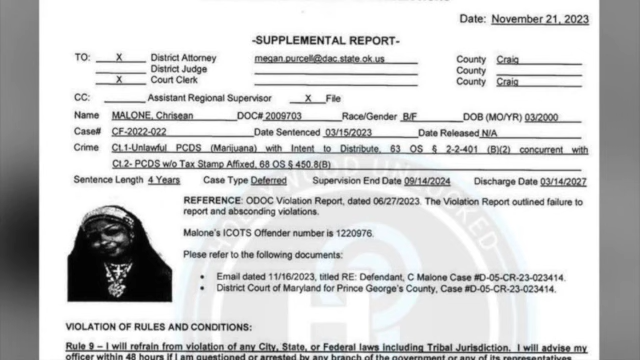 Date: November 21, 2023
-SUPPLEMENTAL REPORT-
TO: X District Attorney megan.purcell@dac.state.ok.us County Craig
District Judge County
X Court Clerk County Craig
CC: Assistant Regional Supervisor X File
Name MALONE, Chrisean DOC# 2009703 Race/Gender B/F DOB (MO/YR) 03/2000
Case# CF-2022-022 Date Sentenced 03/15/2023 Date Released N/A
Crime Ct.1-Unlawful PCDS (Marijuana) with Intent to Distribute, 63 OS § 2-2-401 (B)(2) concurrent with
Ct.2- PCDS w/o Tax Stamp Affixed, 68 OS § 450.8(B)
Sentence Length 4 Years Case Type Deferred Supervision End Date 09/14/2024 Discharge Date 03/14/2027
REFERENCE: ODOC Violation Report, dated 06/27/2023. The Violation Report outlined failure to
report and absconding violations.
Malone's ICOTS Offender number is 1220976.
Please refer to the following documents:
• Email dated 11/16/2023, titled RE: Defendant, C Malone Case #D-05-CR-23-023414.
• District Court of Maryland for Prince George's County, Case #D-05-CR-23-023414.
VIOLATION OF RULES AND CONDITIONS:
Rule 9 – I will refrain from violation of any City, State, or Federal laws including Tribal Jurisdiction. I will advise my
officer within 48 hours if I am questioned or arrested by any branch of the government or any of its representatives